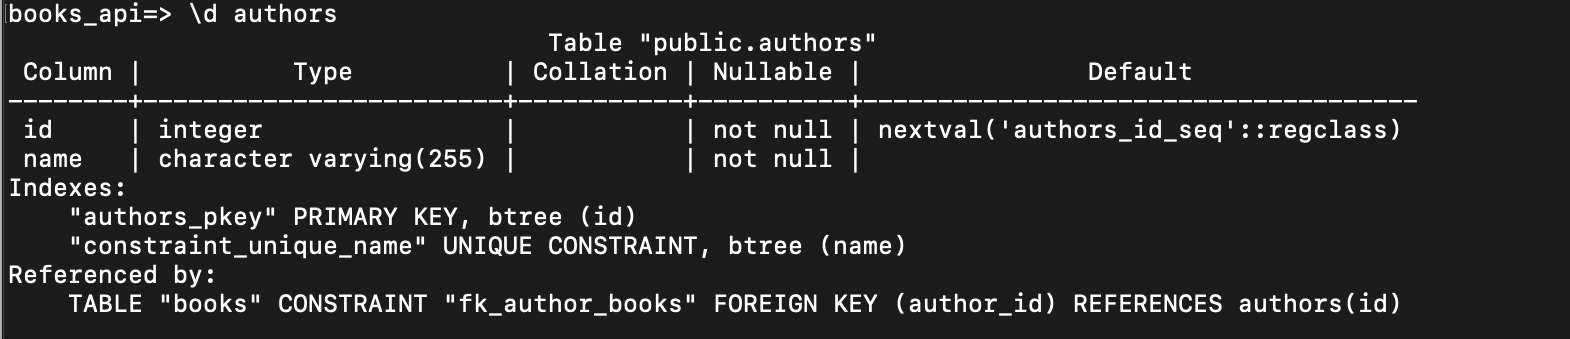 books_api=> \d authors
                                    Table "public.authors"
 Column |          Type          | Collation | Nullable |               Default
--------+------------------------+-----------+----------+-------------------------------------
 id     | integer                |           | not null | nextval('authors_id_seq'::regclass)
 name   | character varying(255) |           | not null |
Indexes:
    "authors_pkey" PRIMARY KEY, btree (id)
    "constraint_unique_name" UNIQUE CONSTRAINT, btree (name)
Referenced by:
    TABLE "books" CONSTRAINT "fk_author_books" FOREIGN KEY (author_id) REFERENCES authors(id)